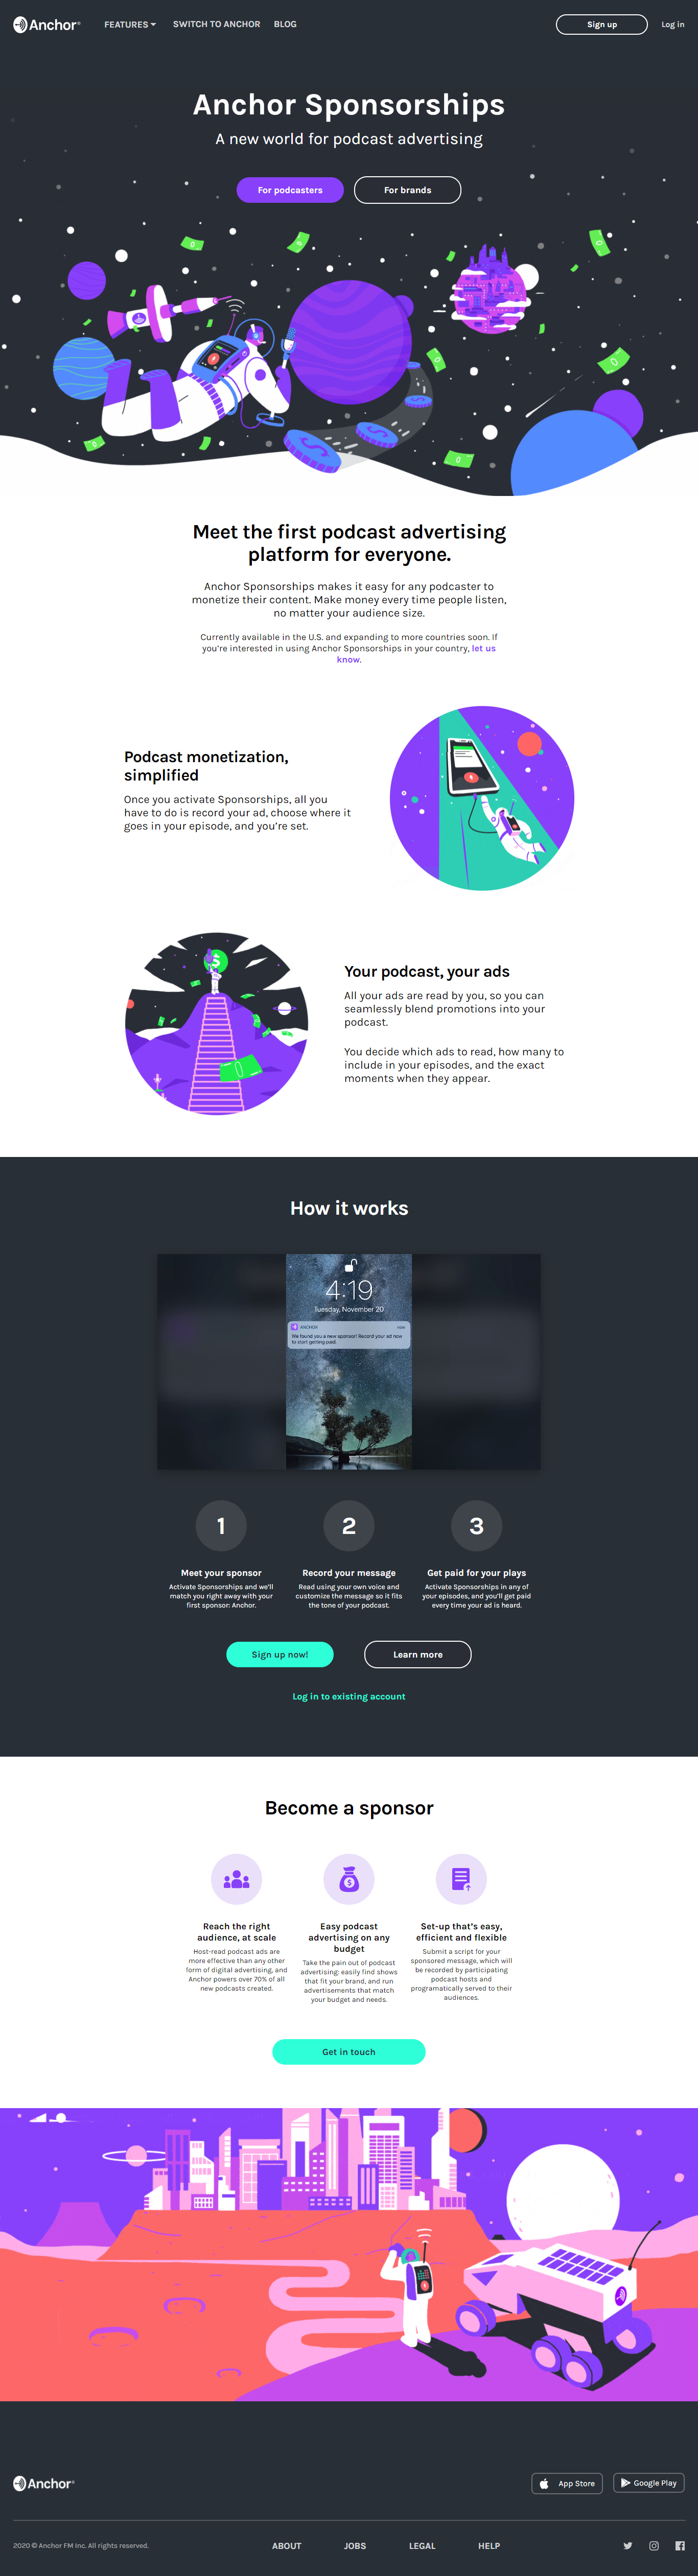 Anchor
FEATURES
SWITCH TO ANCHOR
BLOG
Sign up
Log in
Anchor Sponsorships
A new world for podcast advertising
For podcasters
For brands
Meet the first podcast advertising
platform for everyone.
Anchor Sponsorships makes it easy for any podcaster to
monetize their content. Make money every time people listen,
no matter your audience size.
Currently available in the U.S. and expanding to more countries soon. If
you're interested in using Anchor Sponsorships in your country, let us
know.
Podcast monetization,
simplified
Once you activate Sponsorships, all you
have to do is record your ad, choose where it
goes in your episode, and you're set.
Your podcast, your ads
All your ads are read by you, so you can
seamlessly blend promotions into your
podcast.
You decide which ads to read, how many to
include in your episodes, and the exact
moments when they appear.
How it works
4:19
Tuesday, November 20
ANCHOR
now
We found you a new sponsor! Record your ad now
to start getting paid.
1
2
3
Meet your sponsor
Activate Sponsorships and we'll
match you right away with your
first sponsor: Anchor.
Record your message
Read using your own voice and
customize the message so it fits
the tone of your podcast.
Get paid for your plays
Activate Sponsorships in any of
your episodes, and you'll get paid
every time your ad is heard.
Sign up now!
Learn more
Log in to existing account
Become a sponsor
Reach the right
audience, at scale
Host-read podcast ads are
more effective than any other
form of digital advertising, and
Anchor powers over 70% of all
new podcasts created.
Easy podcast
advertising on any
budget
Take the pain out of podcast
advertising: easily find shows
that fit your brand, and run
advertisements that match
your budget and needs.
Set-up that's easy,
efficient and flexible
Submit a script for your
sponsored message, which will
be recorded by participating
podcast hosts and
programatically served to their
audiences.
Get in touch
Anchor
App Store
Google Play
2020 © Anchor FM Inc. All rights reserved.
ABOUT
JOBS
LEGAL
HELP